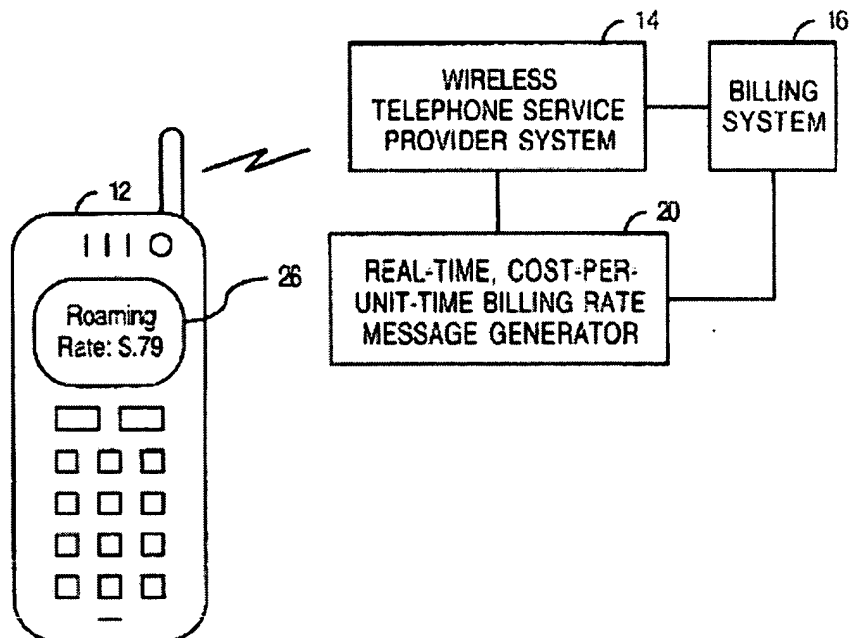 14
16
WIRELESS
TELEPHONE SERVICE
PROVIDER SYSTEM
BILLING
SYSTEM
12
20
26
REAL-TIME, COST-PER-
UNIT-TIME BILLING RATE
MESSAGE GENERATOR
Roaming
Rate: $.79